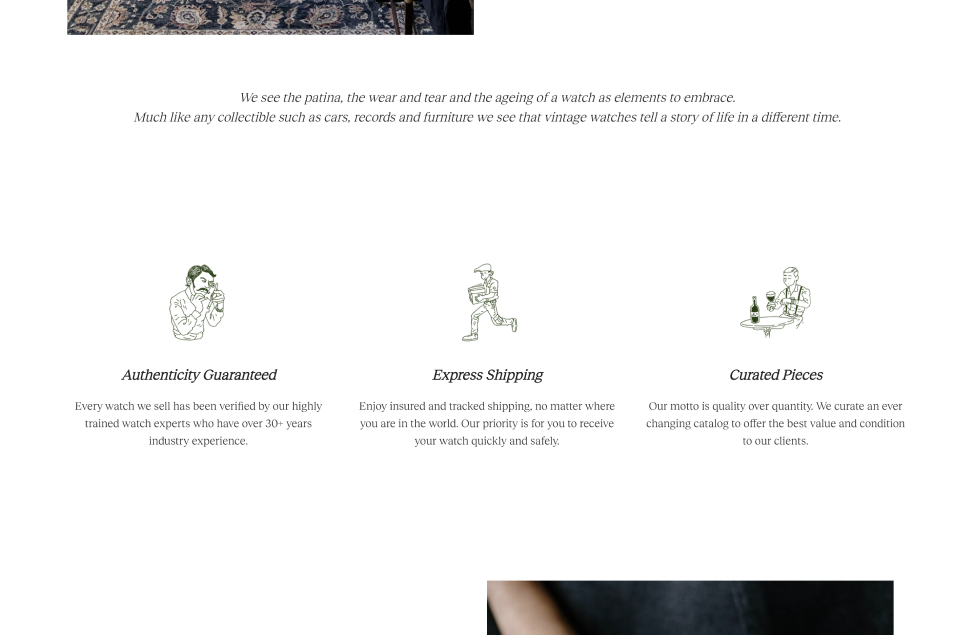 We see the patina, the wear and tear and the ageing of a watch as elements to embrace.
Much like any collectible such as cars, records and furniture we see that vintage watches tell a story of life in a different time.
Authenticity Guaranteed
Every watch we sell has been verified by our highly
trained watch experts who have over 30+ years
industry experience.
Express Shipping
Enjoy insured and tracked shipping, no matter where
you are in the world. Our priority is for you to receive
your watch quickly and safely.
Curated Pieces
Our motto is quality over quantity. We curate an ever
changing catalog to offer the best value and condition
to our clients.